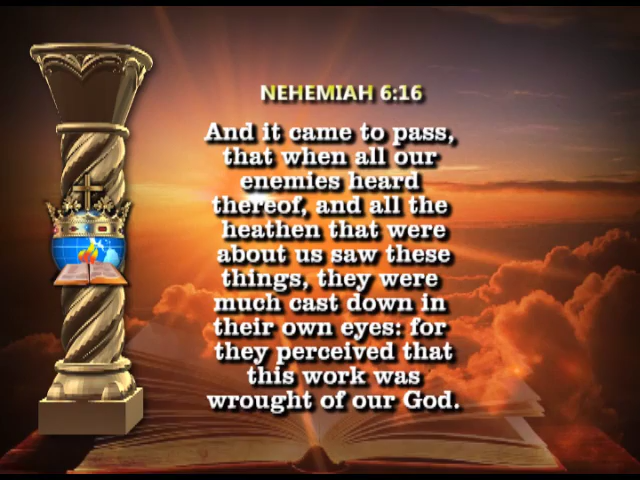 NEHEMIAH 6:16
And it came to pass,
that when all our
enemies heard
thereof, and all the
heathen that were
about us saw these
things, they were
much cast down in
their own eyes: for
they perceived that
this work was
wrought of our God.